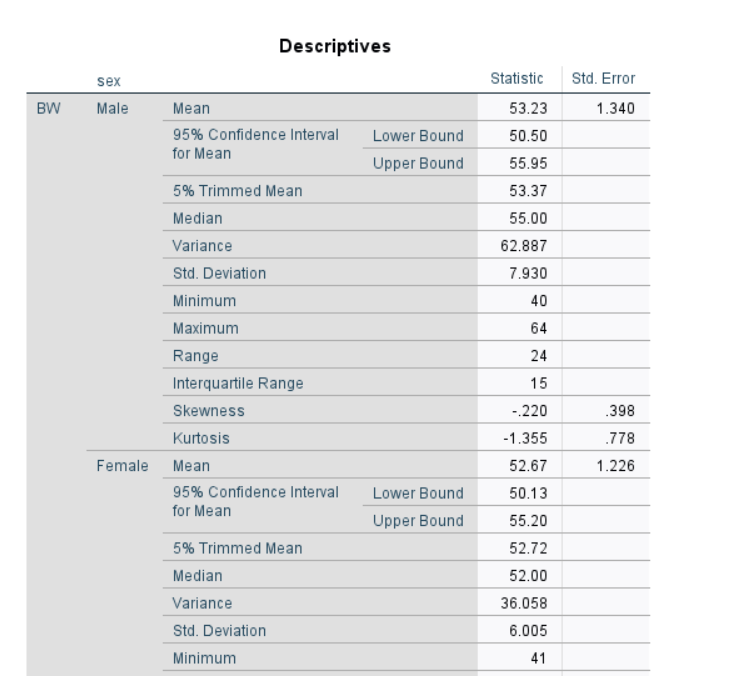 Descriptives
sex Statistic Std. Error
BW Male Mean 53.23 1.340
95% Confidence Interval for Mean Lower Bound 50.50
Upper Bound 55.95
5% Trimmed Mean 53.37
Median 55.00
Variance 62.887
Std. Deviation 7.930
Minimum 40
Maximum 64
Range 24
Interquartile Range 15
Skewness -.220 .398
Kurtosis -1.355 .778
Female Mean 52.67 1.226
95% Confidence Interval for Mean Lower Bound 50.13
Upper Bound 55.20
5% Trimmed Mean 52.72
Median 52.00
Variance 36.058
Std. Deviation 6.005
Minimum 41